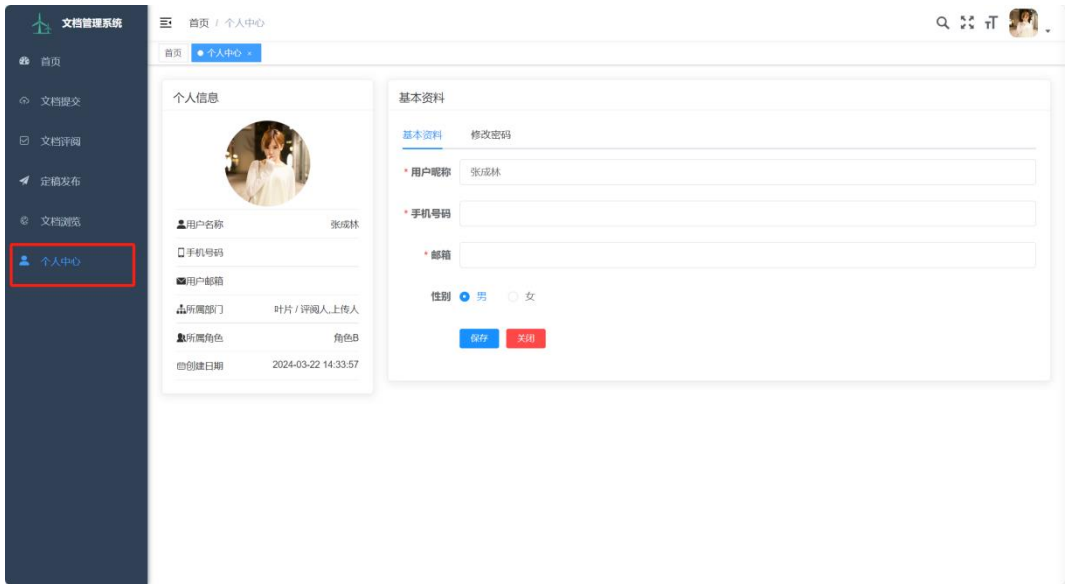 文档管理系统
首页 / 个人中心
首页
个人中心 ×
首页
文档提交
文档评阅
定稿发布
文档浏览
个人中心
个人信息
用户名称 张成林
手机号码
用户邮箱
所属部门 叶片 / 评阅人,上传人
所属角色 角色B
创建日期 2024-03-22 14:33:57
基本资料
基本资料 修改密码
* 用户昵称 张成林
* 手机号码
* 邮箱
性别 男 女
保存 关闭